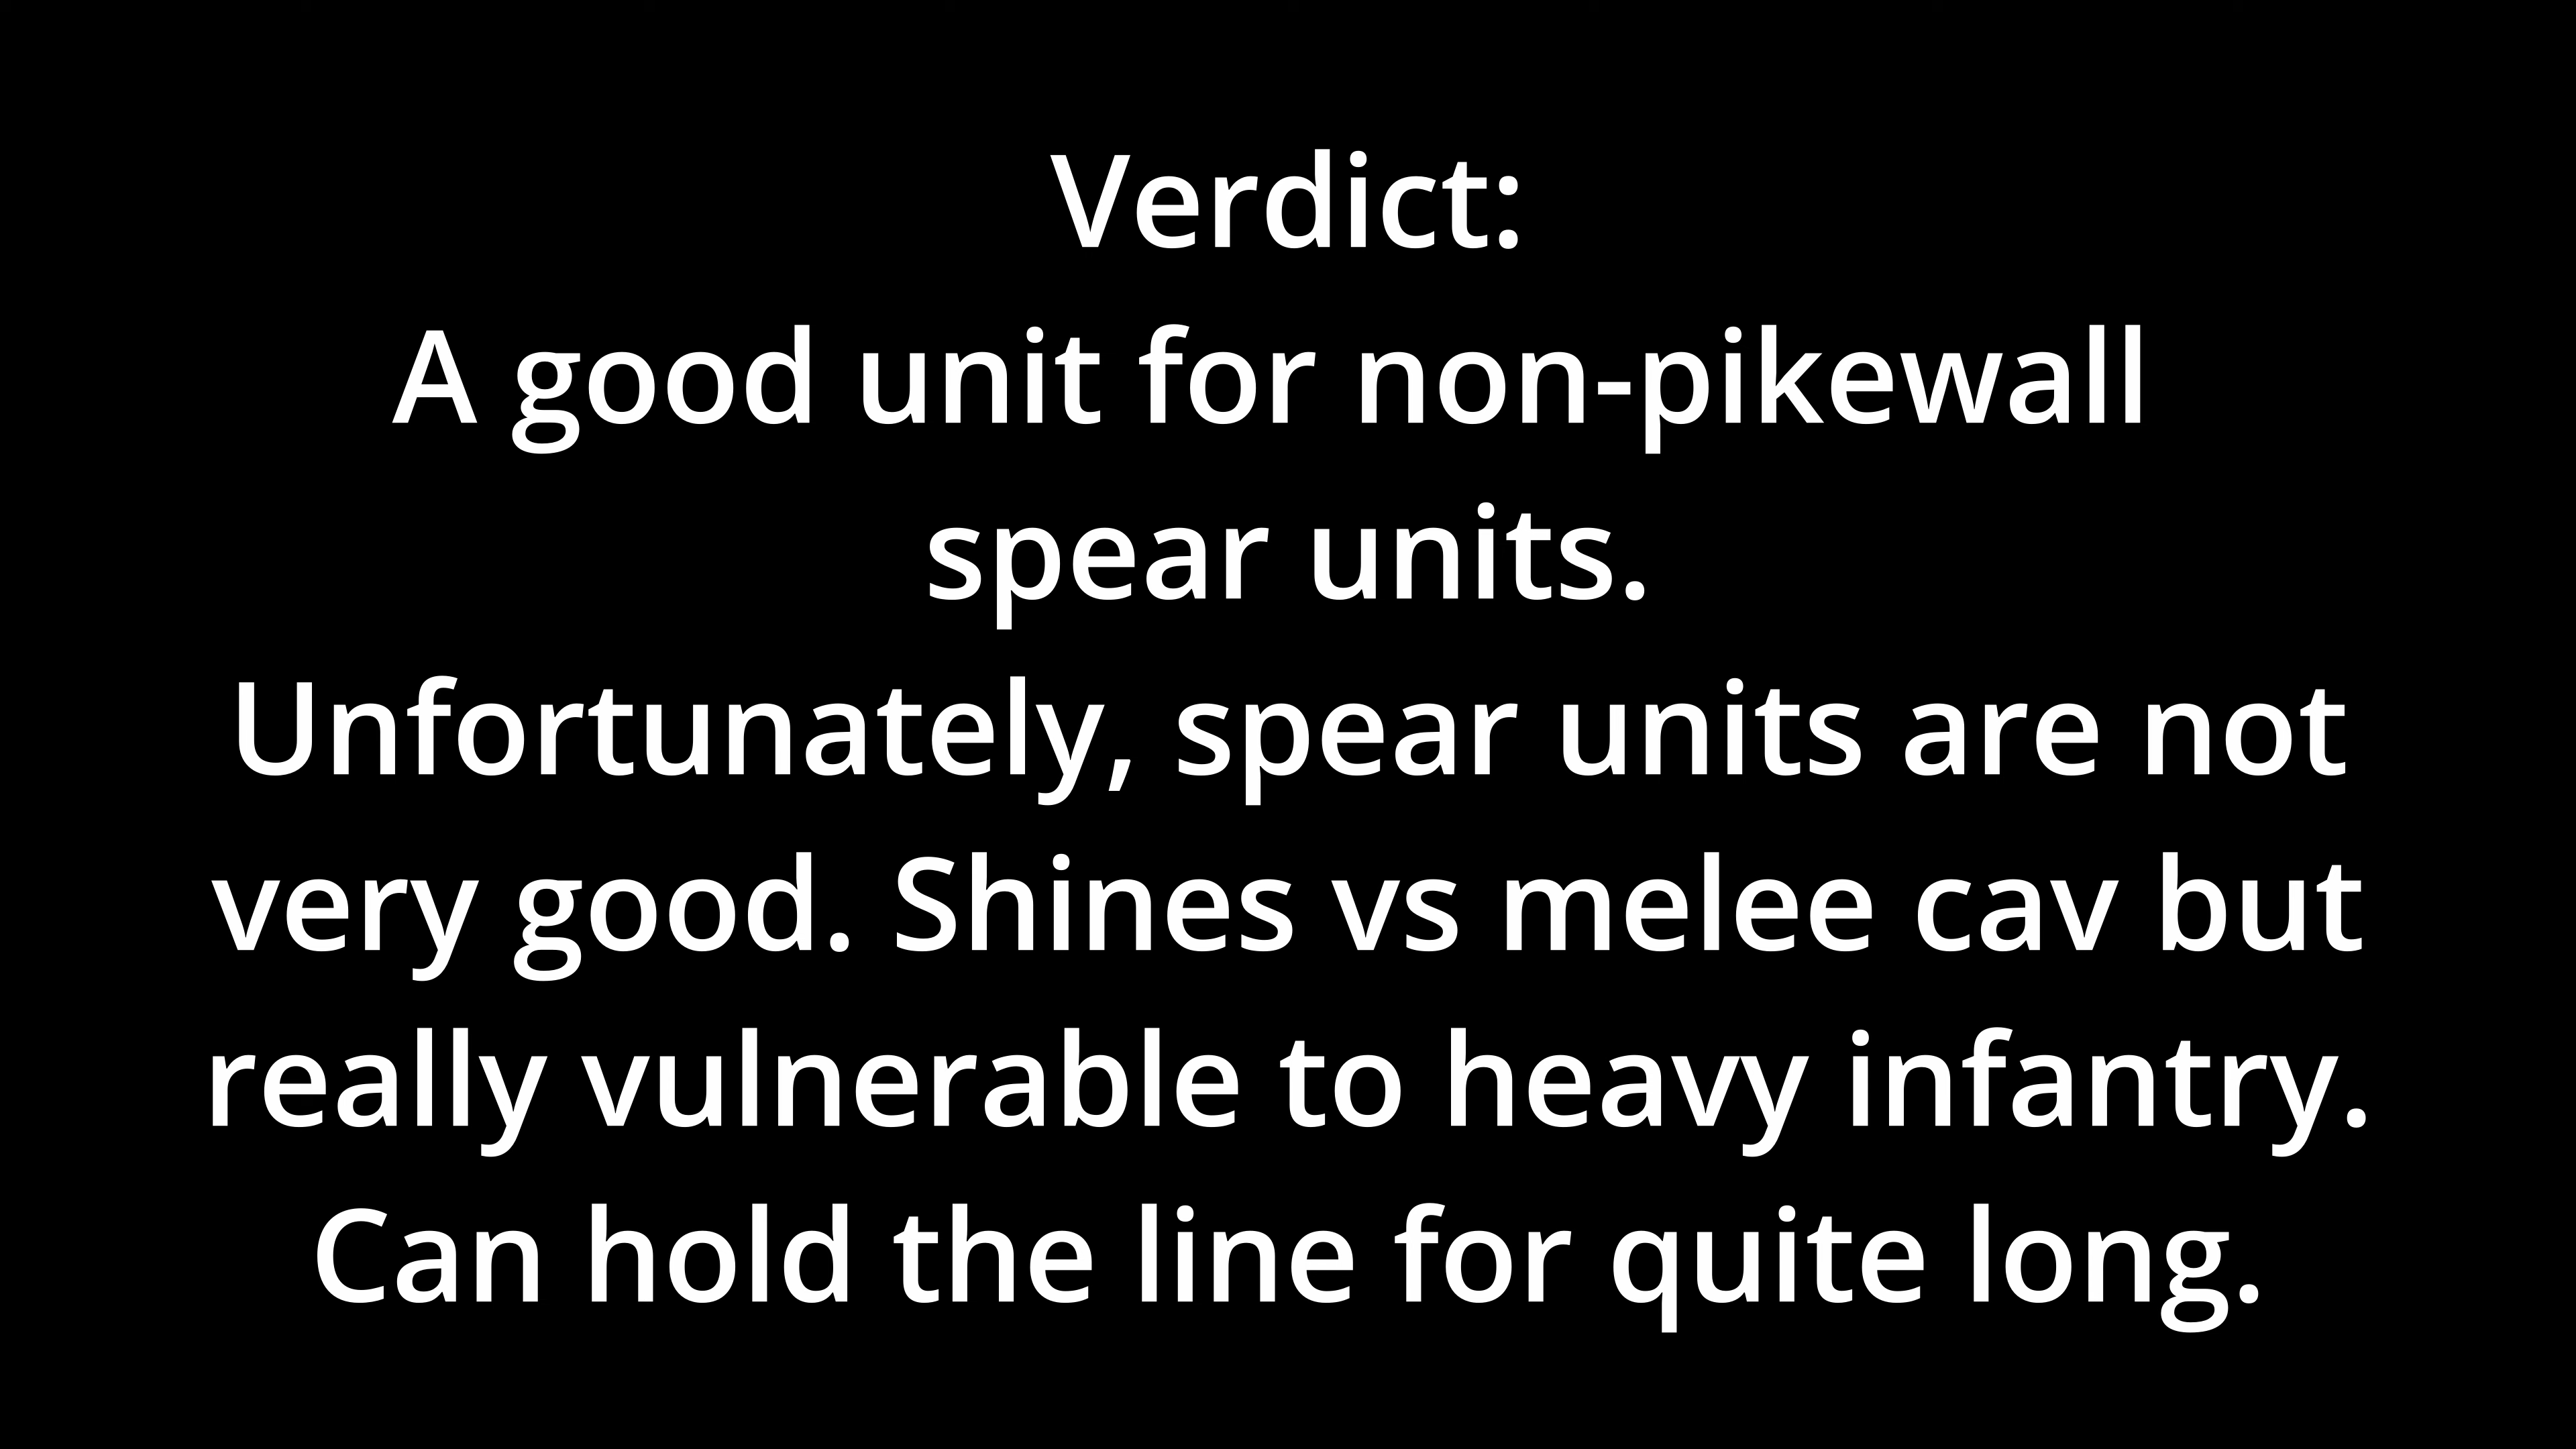 Verdict:
A good unit for non-pikewall
spear units.
Unfortunately, spear units are not
very good. Shines vs melee cav but
really vulnerable to heavy infantry.
Can hold the line for quite long.